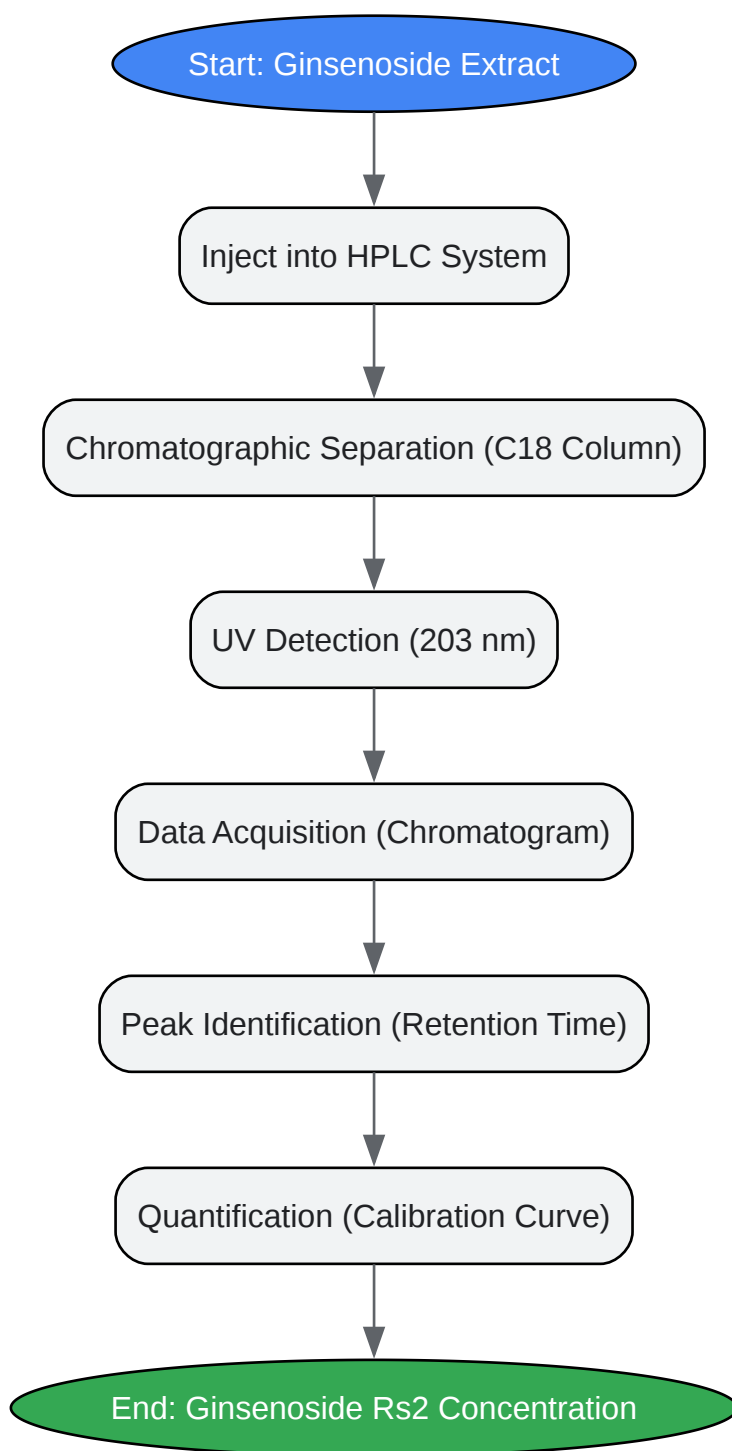 Start: Ginsenoside Extract
Inject into HPLC System
Chromatographic Separation (C18 Column)
UV Detection (203 nm)
Data Acquisition (Chromatogram)
Peak Identification (Retention Time)
Quantification (Calibration Curve)
End: Ginsenoside Rs2 Concentration